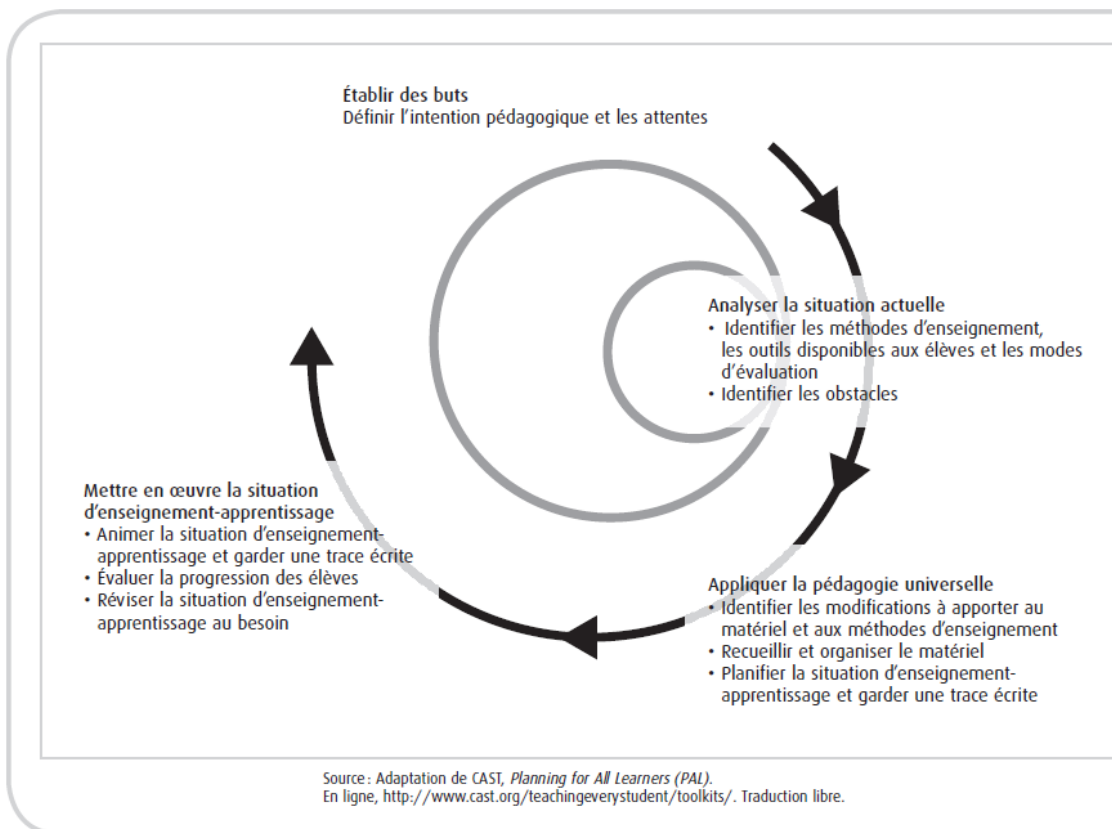 Établir des buts
Définir l'intention pédagogique et les attentes
Analyser la situation actuelle
• Identifier les méthodes d'enseignement,
les outils disponibles aux élèves et les modes
d'évaluation
• Identifier les obstacles
Appliquer la pédagogie universelle
• Identifier les modifications à apporter au
matériel et aux méthodes d'enseignement
• Recueillir et organiser le matériel
• Planifier la situation d'enseignement-
apprentissage et garder une trace écrite
Mettre en œuvre la situation
d'enseignement-apprentissage
• Animer la situation d'enseignement-
apprentissage et garder une trace écrite
• Évaluer la progression des élèves
• Réviser la situation d'enseignement-
apprentissage au besoin
Source : Adaptation de CAST, Planning for All Learners (PAL).
En ligne, http://www.cast.org/teachingeverystudent/toolkits/. Traduction libre.